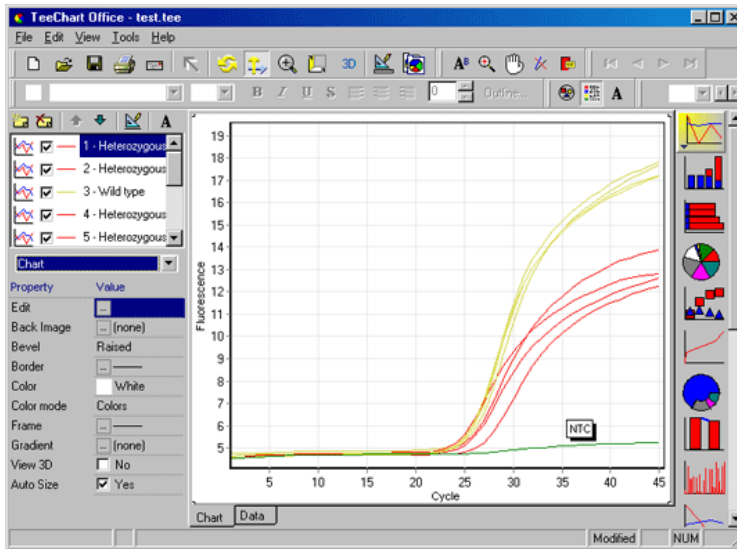 TeeChart Office - test.tee
File Edit View Tools Help
3D A B
B I U S 0 Outline... A
A
1 - Heterozygous
2 - Heterozygous
3 - Wild type
4 - Heterozygous
5 - Heterozygous
Chart
Property Value
Edit ...
Back Image ... (none)
Bevel Raised
Border ...
Color White
Color mode Colors
Frame ...
Gradient ... (none)
View 3D No
Auto Size Yes
19
18
17
16
15
14
13
12
11
10
9
8
7
6
5
Fluorescence
NTC
5 10 15 20 25 30 35 40 45
Cycle
Chart Data
Modified NUM